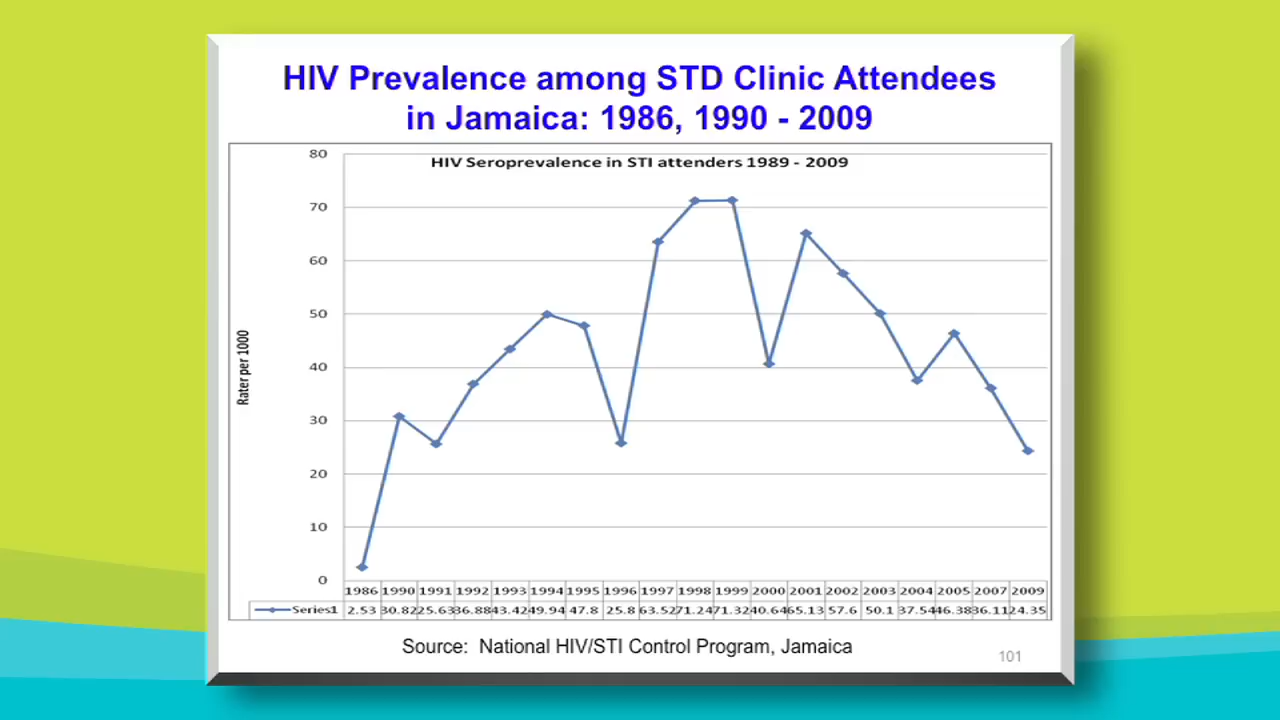 HIV Prevalence among STD Clinic Attendees
in Jamaica: 1986, 1990 - 2009
HIV Seroprevalence in STI attenders 1989 - 2009
Rater per 1000
80
70
60
50
40
30
20
10
0
1986 1990 1991 1992 1993 1994 1995 1996 1997 1998 1999 2000 2001 2002 2003 2004 2005 2007 2009
Series1 2.53 30.82 25.63 36.88 43.42 49.94 47.8 25.8 63.52 71.24 71.32 40.64 65.13 57.6 50.1 37.54 46.38 36.11 24.35
Source: National HIV/STI Control Program, Jamaica
101